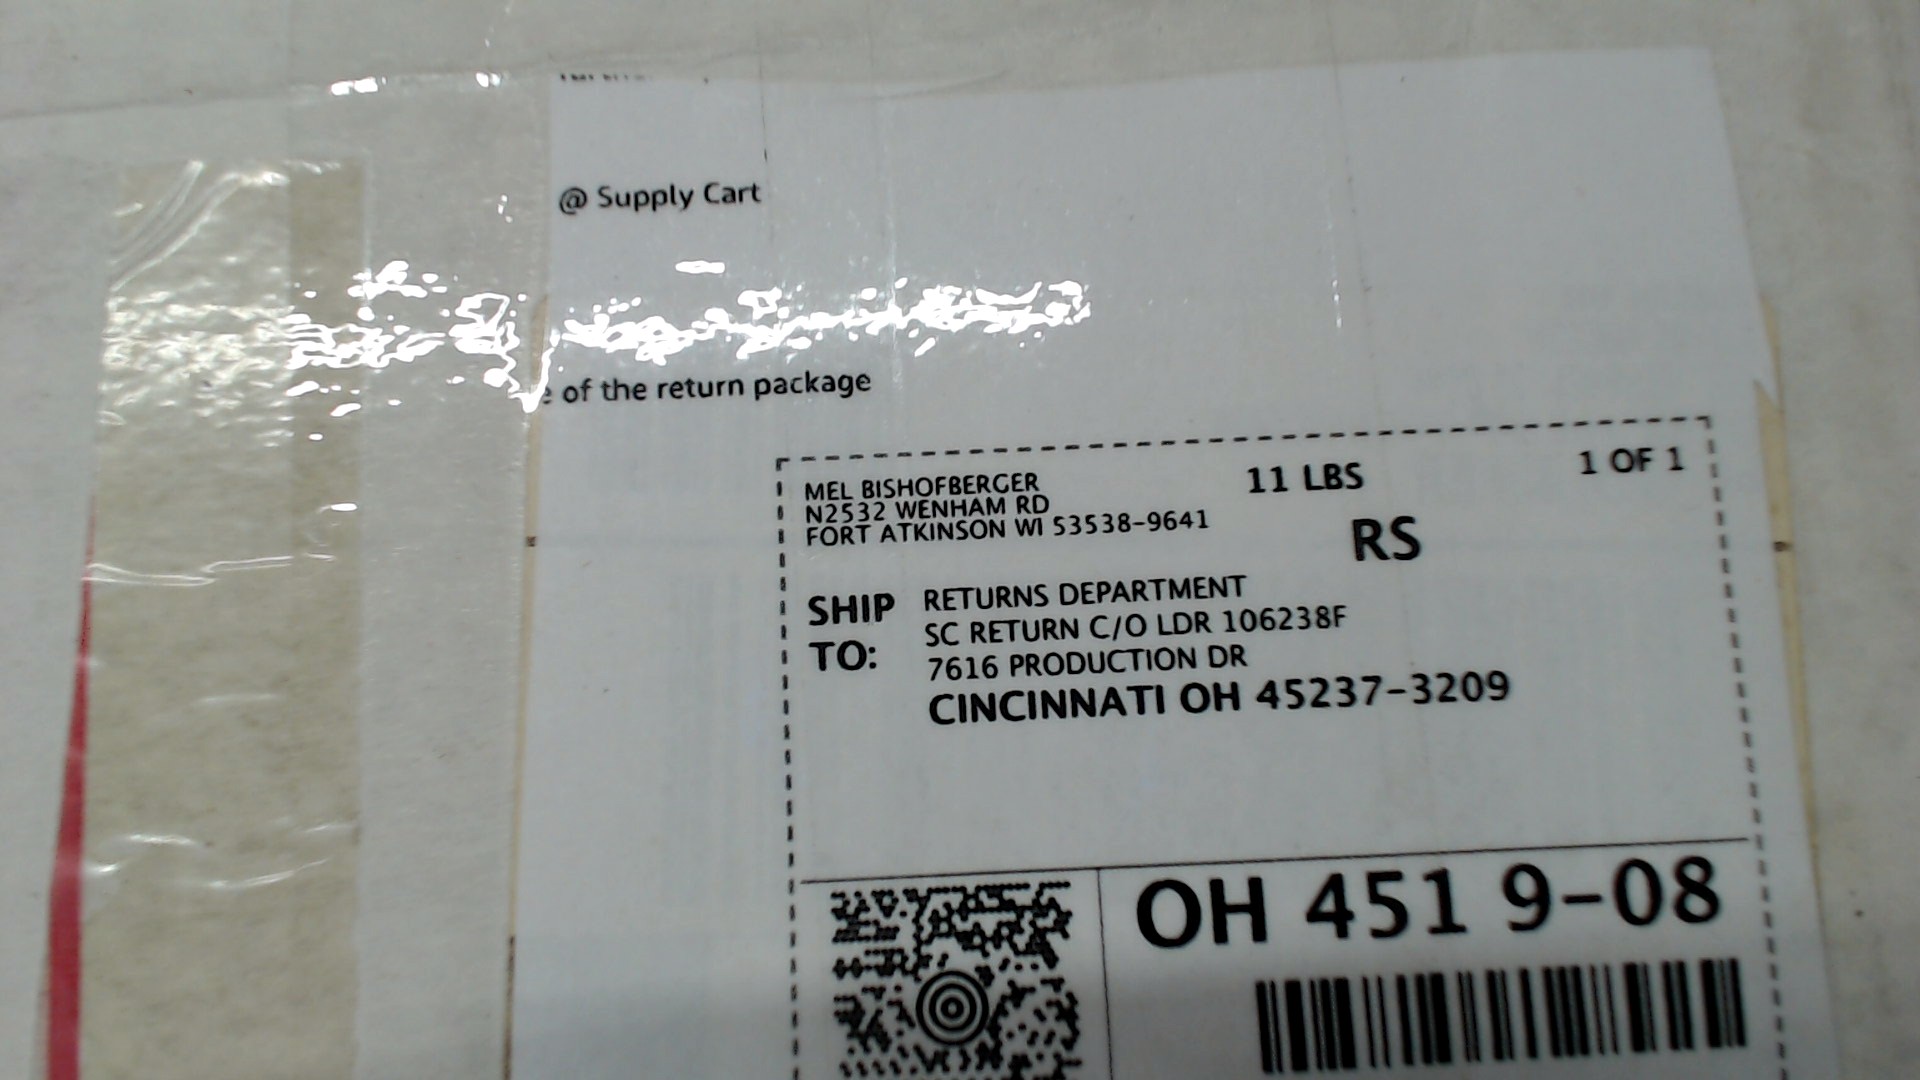 @ Supply Cart
of the return package
MEL BISHOFBERGER
N2532 WENHAM RD
FORT ATKINSON WI 53538-9641
11 LBS
1 OF 1
RS
SHIP TO:
RETURNS DEPARTMENT
SC RETURN C/O LDR 106238F
7616 PRODUCTION DR
CINCINNATI OH 45237-3209
OH 451 9-08